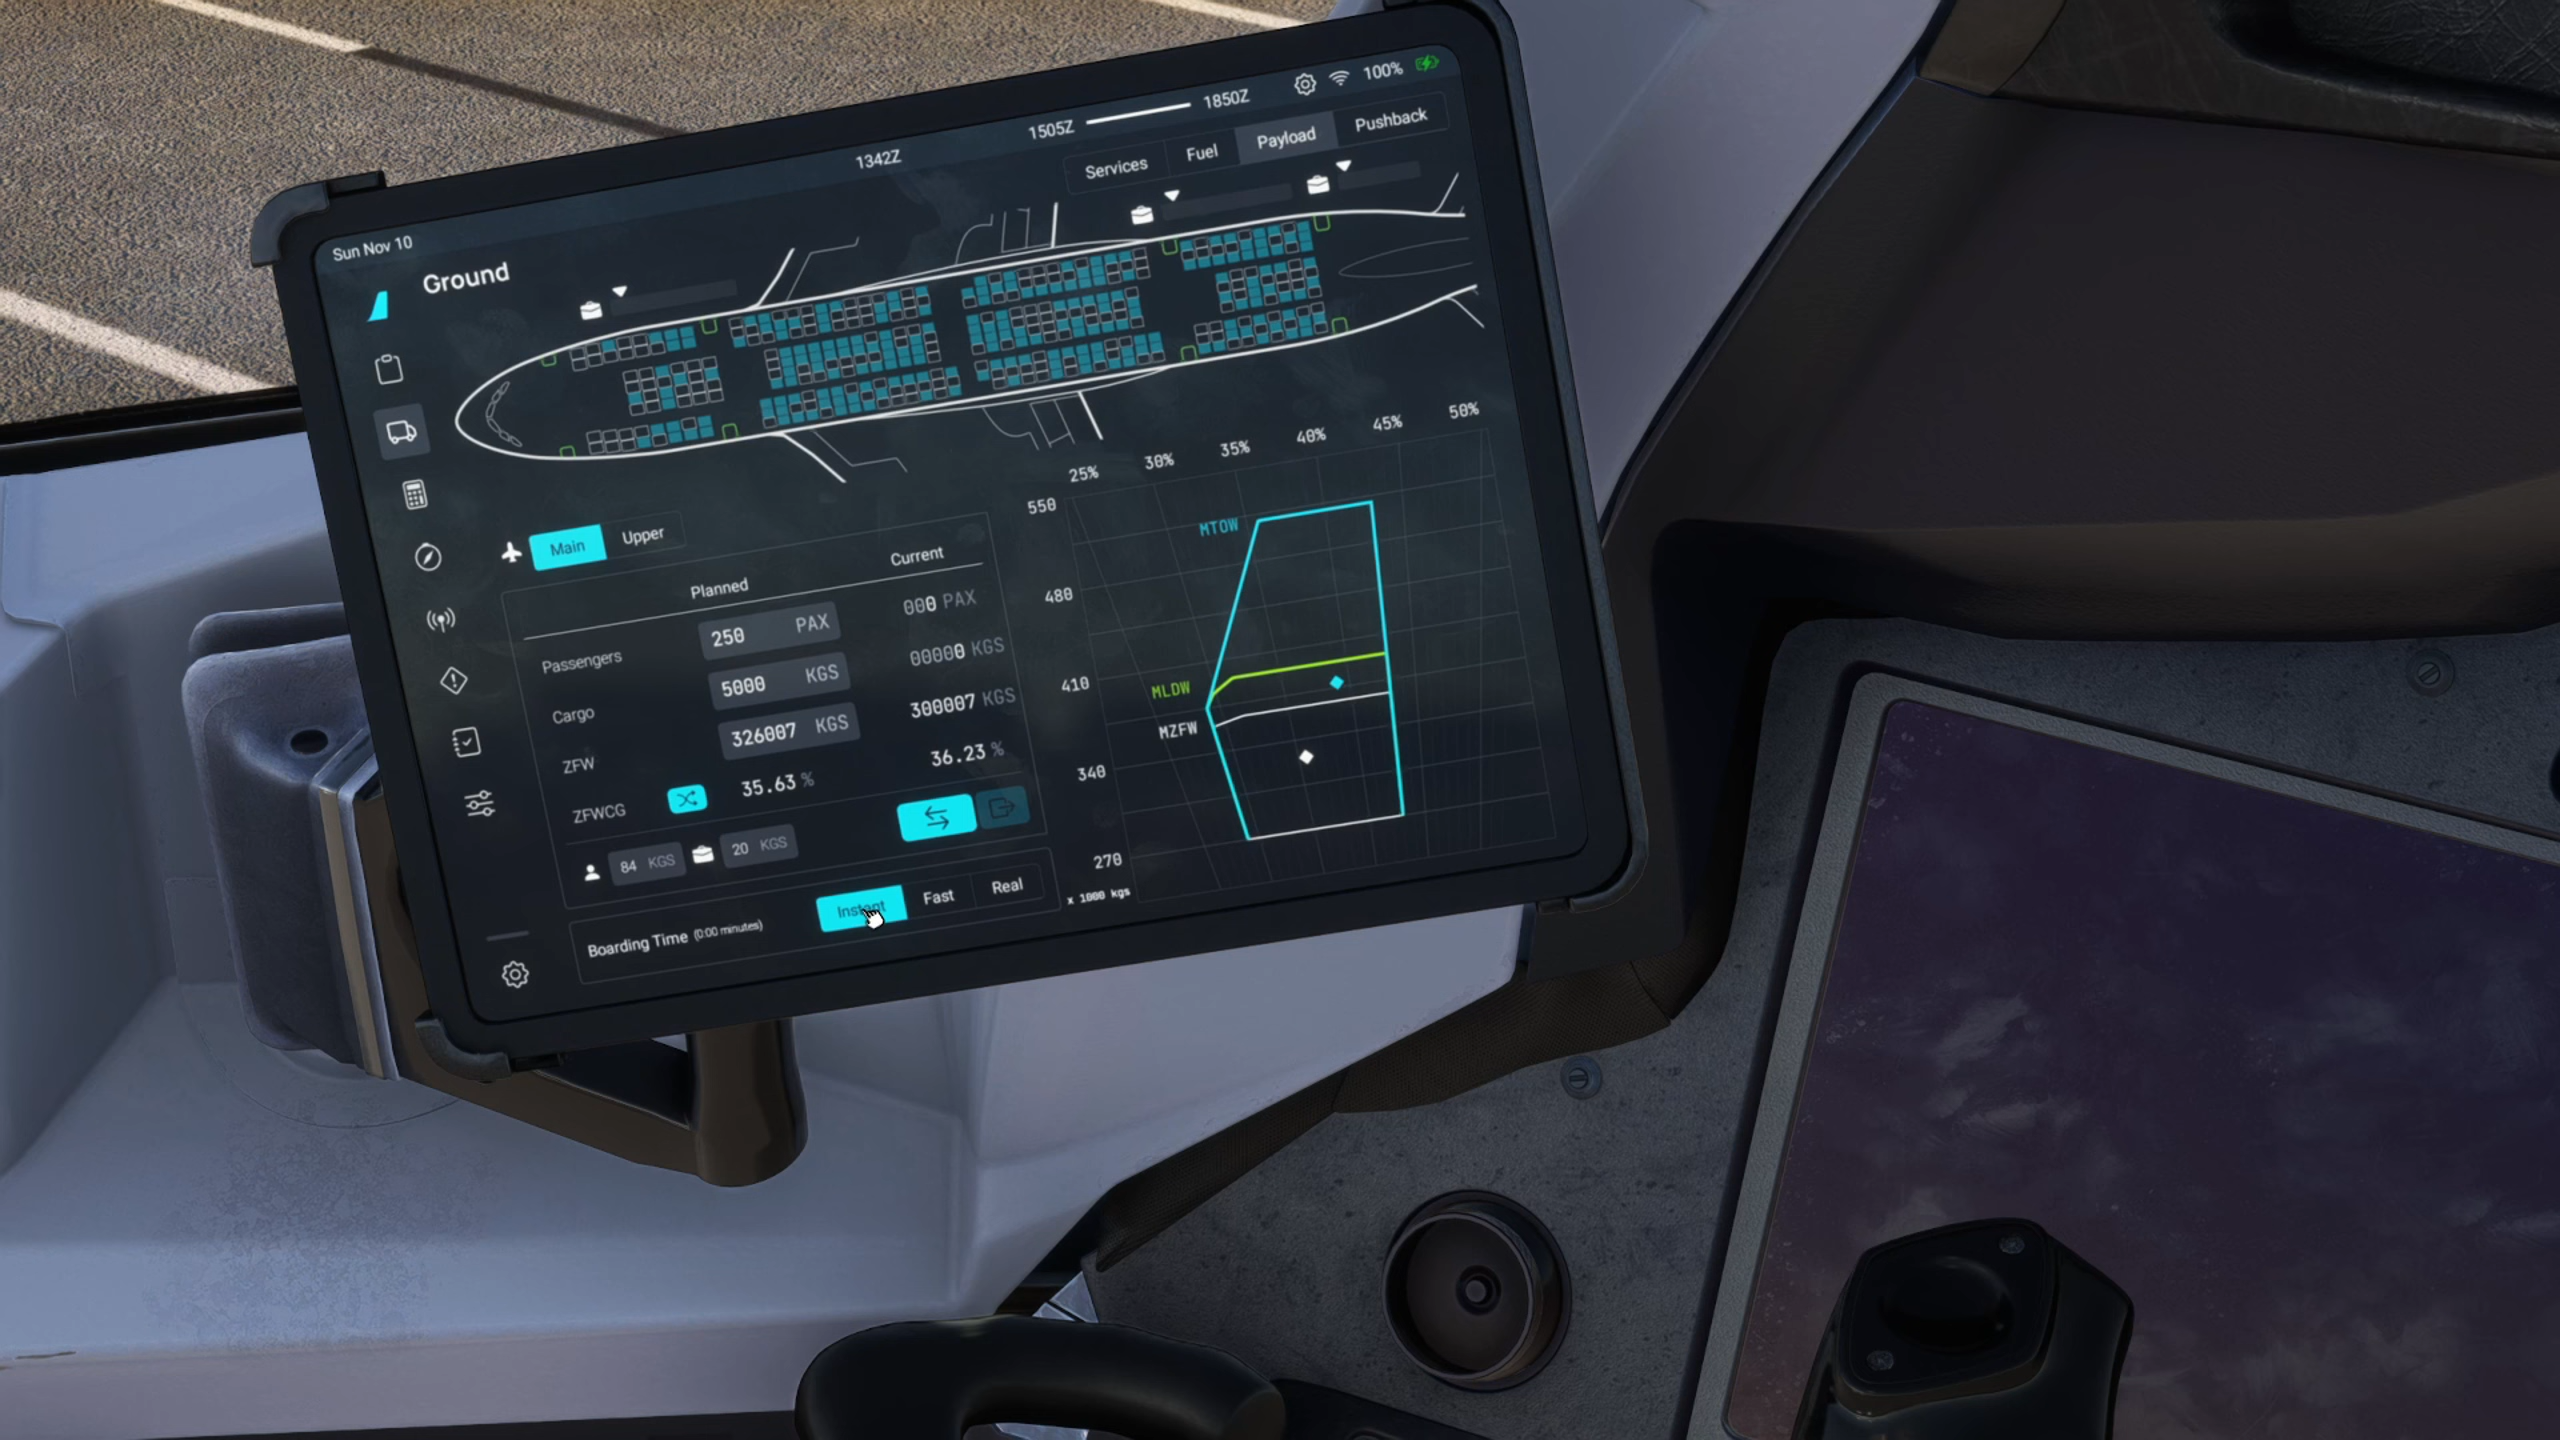 Sun Nov 10
1342Z
1505Z 1850Z
100%
Ground
Services Fuel Payload Pushback
Main Upper
Planned Current
Passengers 250 PAX 000 PAX
Cargo 5000 KGS 00000 KGS
ZFW 326007 KGS 300007 KGS
ZFWCG 35.63 % 36.23 %
84 KGS 20 KGS
Boarding Time (0:00 minutes) Instant Fast Real
25% 30% 35% 40% 45% 50%
550
MTOW
480
410
MLDW
MZFW
340
270
x 1000 kgs